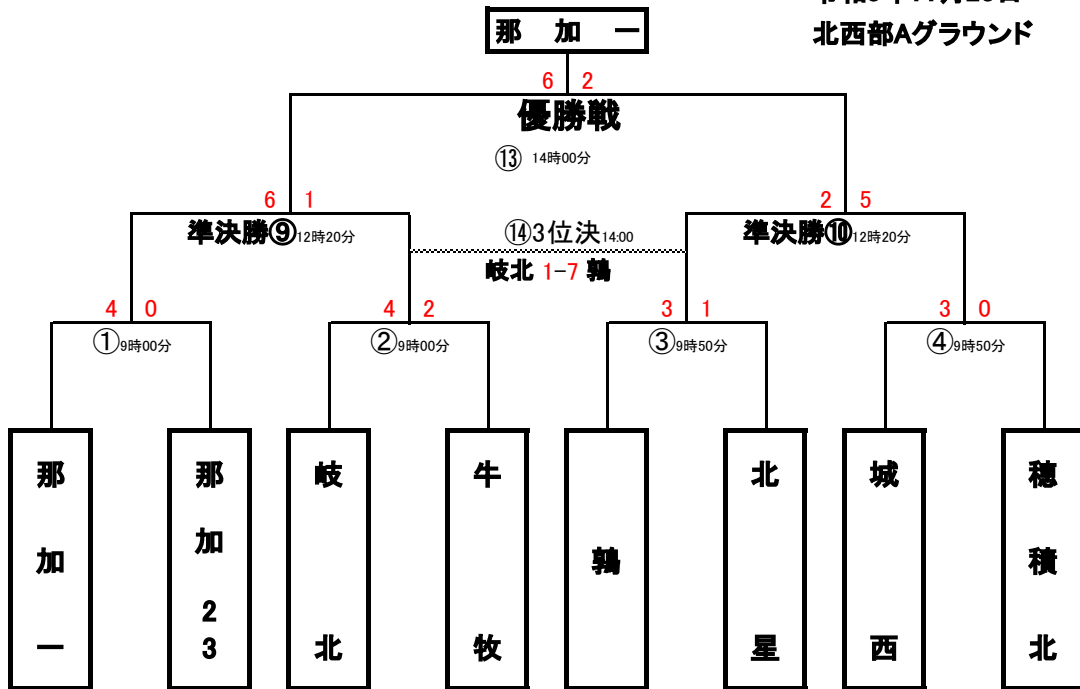 北西部Aグラウンド
那加一
6 2
優勝戦
⑬ 14時00分
6 1
2 5
準決勝⑨12時20分
⑭3位決14:00
準決勝⑩12時20分
岐北 1-7 鶉
4 0
4 2
3 1
3 0
①9時00分
②9時00分
③9時50分
④9時50分
那加一
那加23
岐北
牛牧
鶉
北星
城西
穂積北